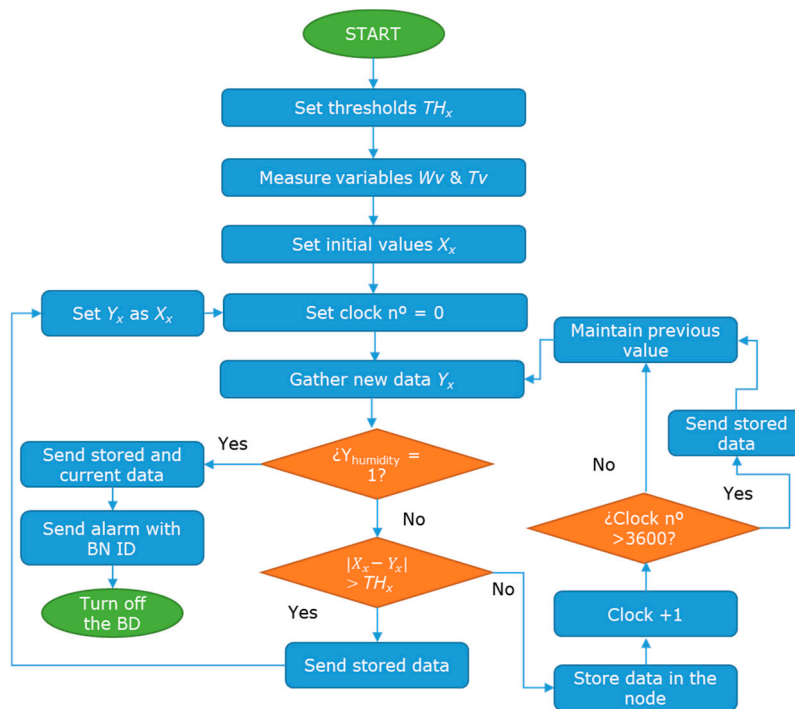 START
Set thresholds THx
Measure variables Wv & Tv
Set initial values Xx
Set Yx as Xx
Set clock nº = 0
Maintain previous
value
Gather new data Yx
Send stored
data
Yes
Send stored and
current data
¿Yhumidity =
1?
No
Yes
No
¿Clock nº
>3600?
Send alarm with
BN ID
|Xx − Yx|
> THx
No
Yes
Turn off
the BD
Clock +1
Send stored data
Store data in the
node